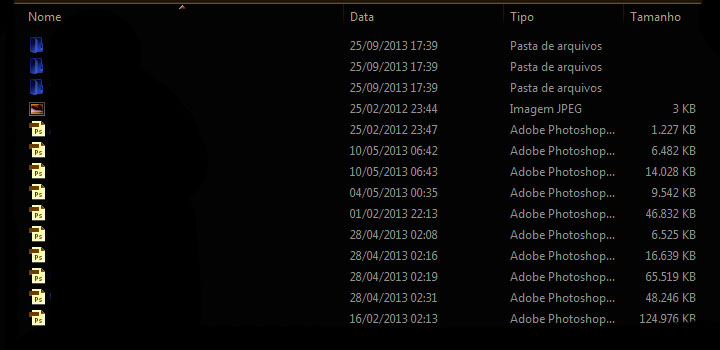 Nome Data Tipo Tamanho
25/09/2013 17:39 Pasta de arquivos
25/09/2013 17:39 Pasta de arquivos
25/09/2013 17:39 Pasta de arquivos
25/02/2012 23:44 Imagem JPEG 3 KB
Ps 25/02/2012 23:47 Adobe Photoshop... 1.227 KB
Ps 10/05/2013 06:42 Adobe Photoshop... 6.482 KB
Ps 10/05/2013 06:43 Adobe Photoshop... 14.028 KB
Ps 04/05/2013 00:35 Adobe Photoshop... 9.542 KB
Ps 01/02/2013 22:13 Adobe Photoshop... 46.832 KB
Ps 28/04/2013 02:08 Adobe Photoshop... 6.525 KB
Ps 28/04/2013 02:16 Adobe Photoshop... 16.639 KB
Ps 28/04/2013 02:19 Adobe Photoshop... 65.519 KB
Ps 28/04/2013 02:31 Adobe Photoshop... 48.246 KB
Ps 16/02/2013 02:13 Adobe Photoshop... 124.976 KB